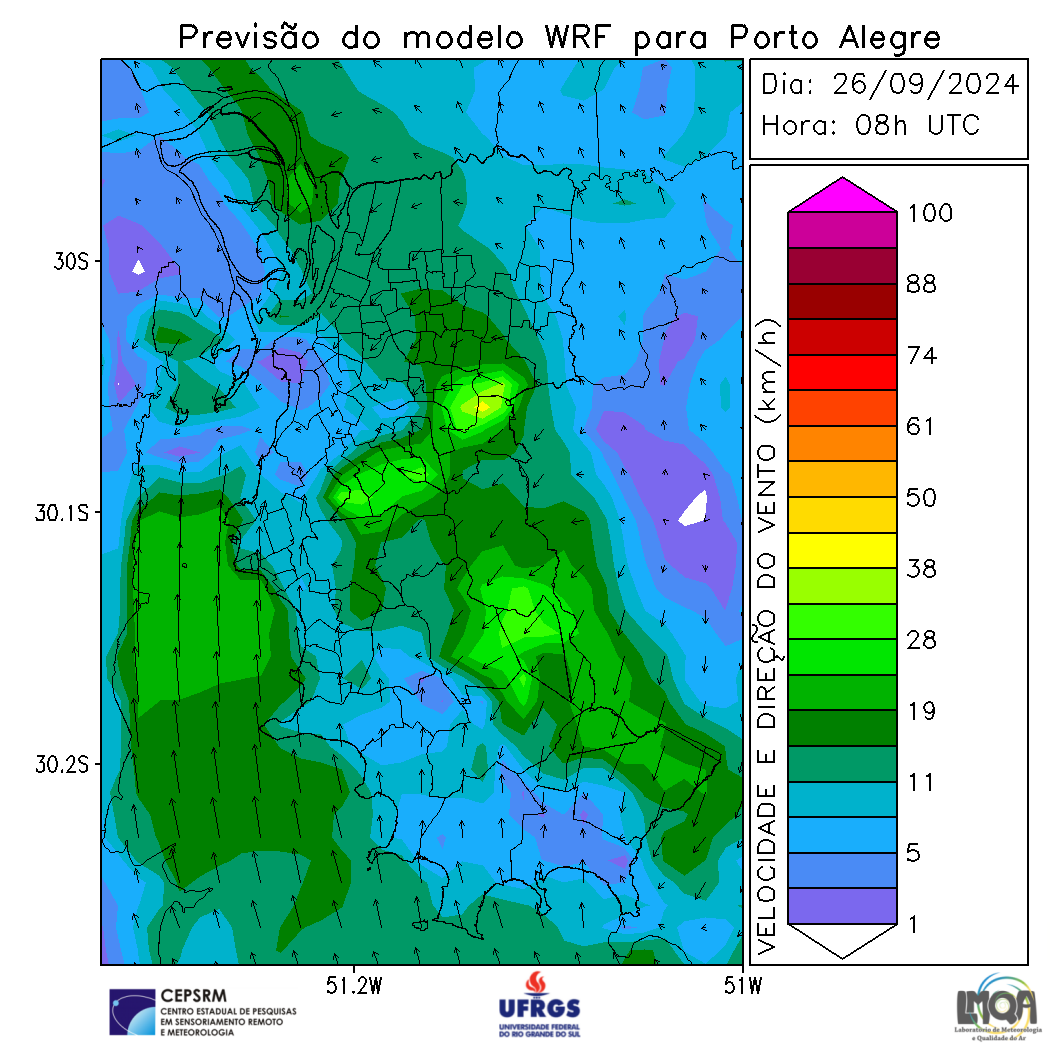 Previsão do modelo WRF para Porto Alegre
Dia: 26/09/2024
Hora: 08h UTC
30S
30.1S
30.2S
51.2W
51W
VELOCIDADE E DIREÇÃO DO VENTO (km/h)
100
88
74
61
50
38
28
19
11
5
1
CEPSRM
CENTRO ESTADUAL DE PESQUISAS
EM SENSORIAMENTO REMOTO
E METEOROLOGIA
UFRGS
UNIVERSIDADE FEDERAL
DO RIO GRANDE DO SUL
LMQA
Laboratório de Meteorologia
e Qualidade do Ar